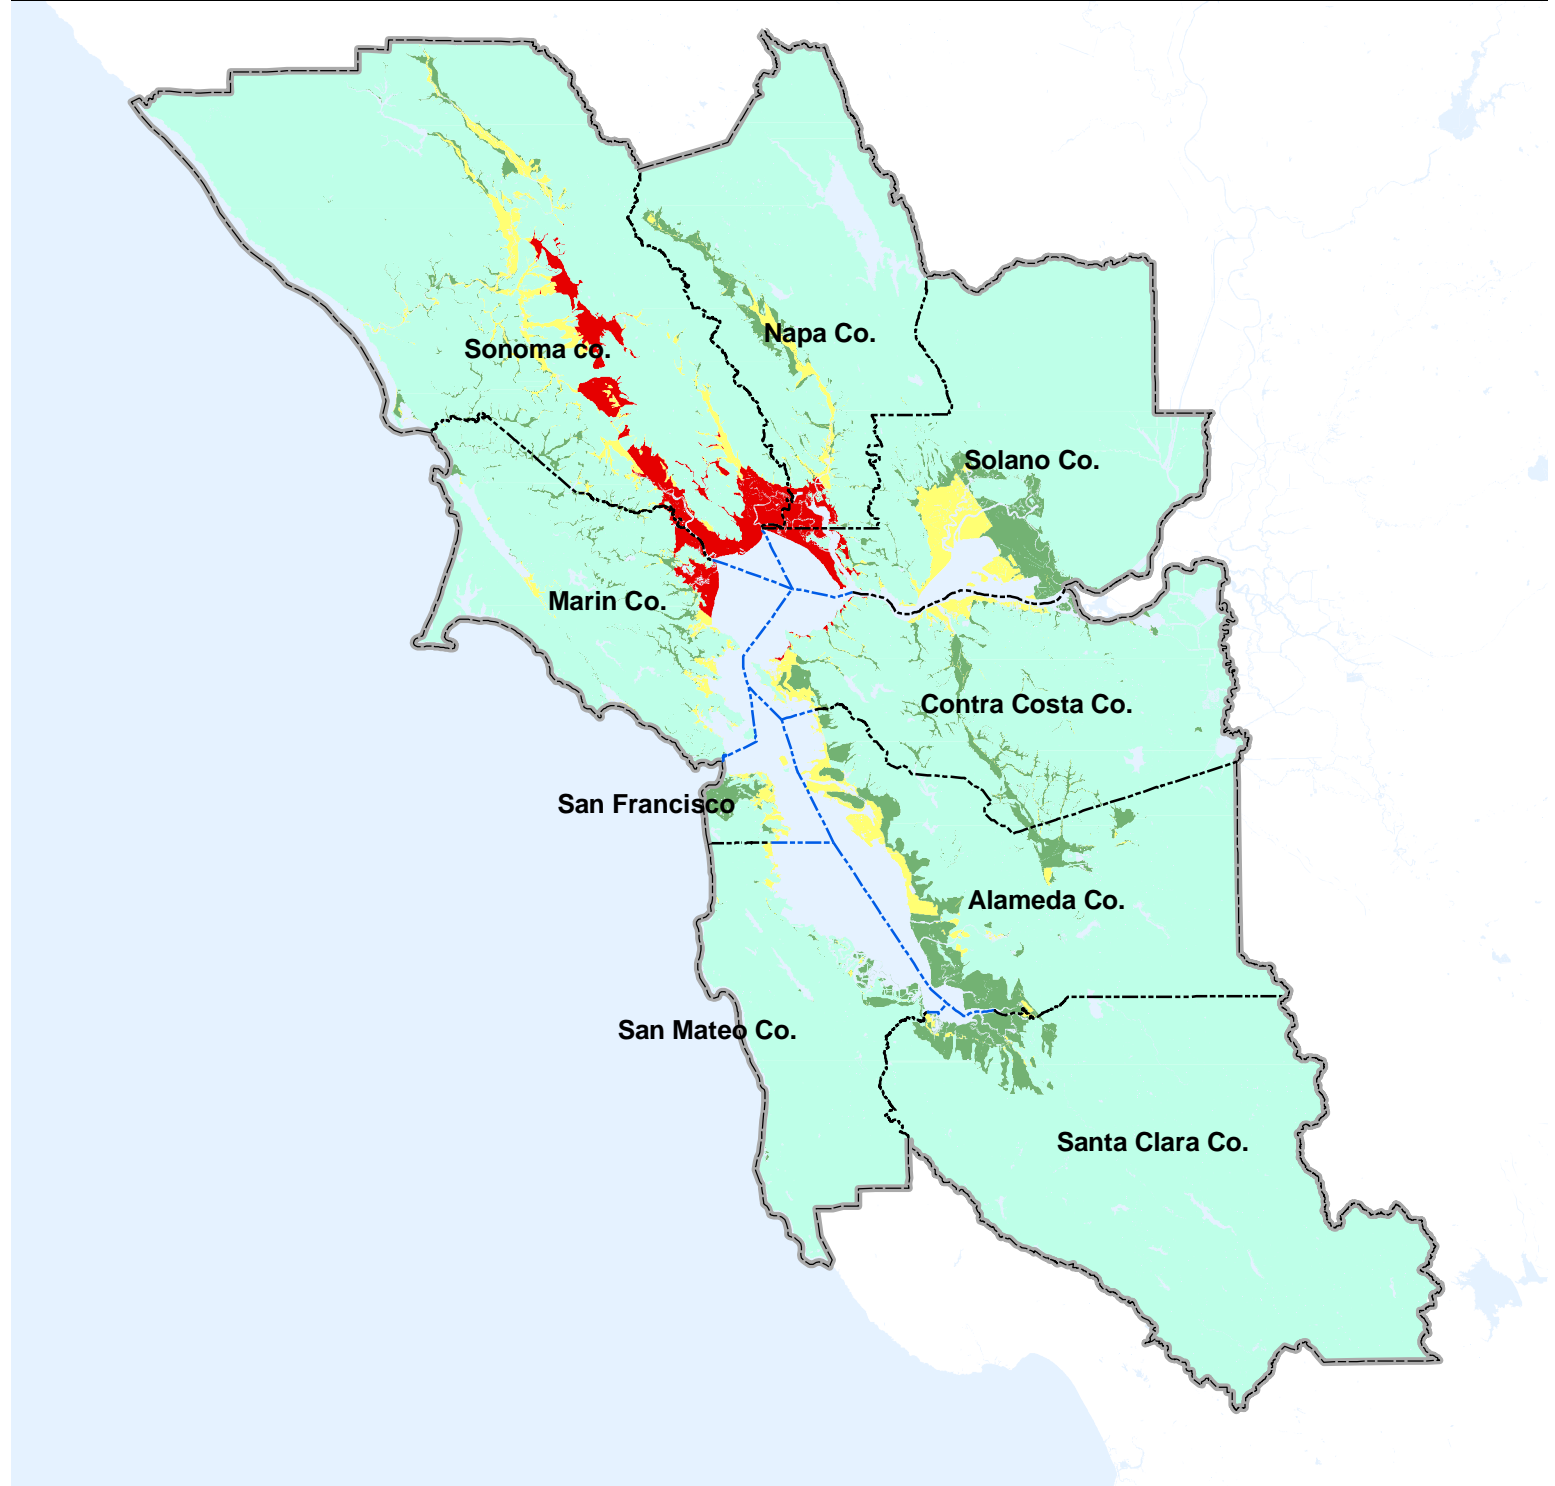 Napa Co.
Sonoma co.
Solano Co.
Marin Co.
Contra Costa Co.
San Francisco
Alameda Co.
San Mateo Co.
Santa Clara Co.